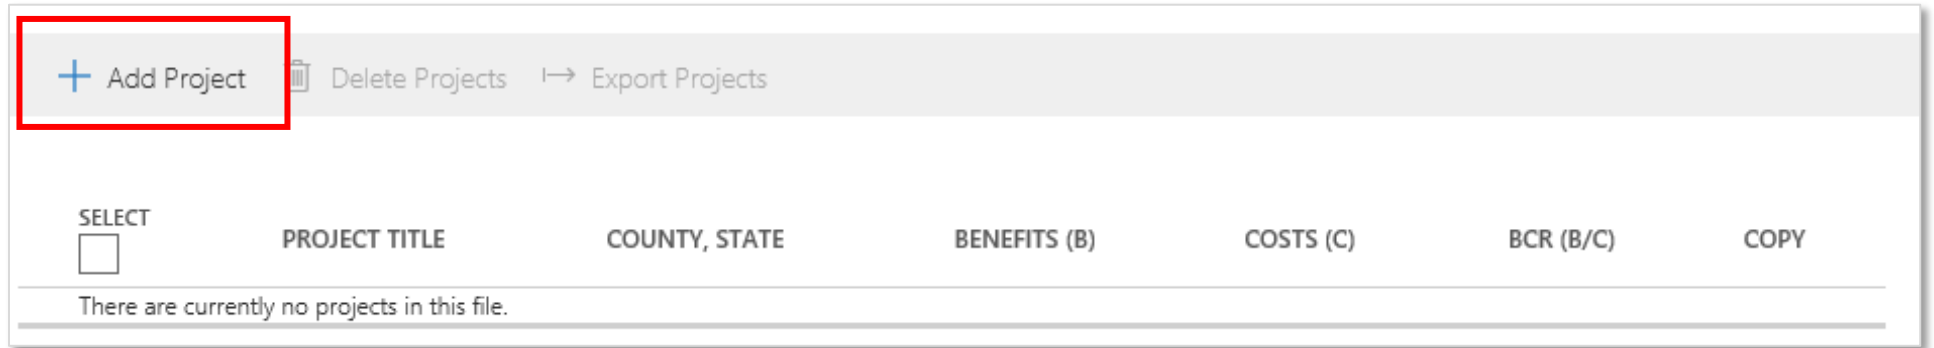 Add Project Delete Projects Export Projects
SELECT
PROJECT TITLE COUNTY, STATE BENEFITS (B) COSTS (C) BCR (B/C) COPY
There are currently no projects in this file.